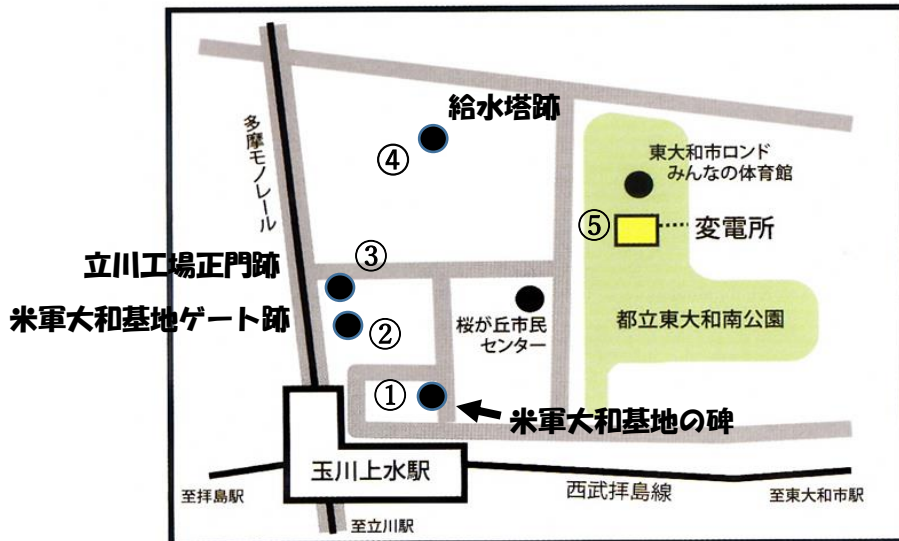 給水塔跡
④
多摩モノレール
東大和市ロンド
みんなの体育館
⑤
変電所
③
立川工場正門跡
米軍大和基地ゲート跡
②
桜が丘市民
センター
都立東大和南公園
①
米軍大和基地の碑
玉川上水駅
至拝島駅
西武拝島線
至東大和市駅
至立川駅